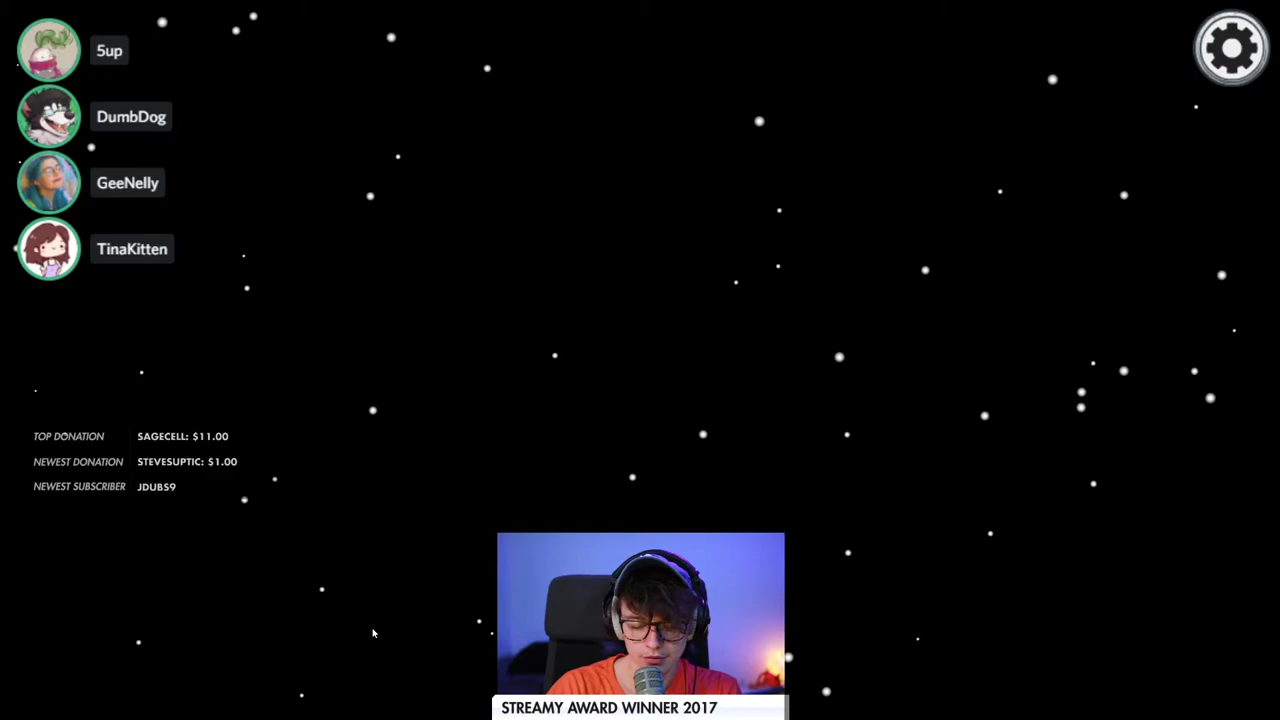 5up
DumbDog
GeeNelly
TinaKitten
TOP DONATION SAGECELL: $11.00
NEWEST DONATION STEVESUPTIC: $1.00
NEWEST SUBSCRIBER JDUBS9
STREAMY AWARD WINNER 2017